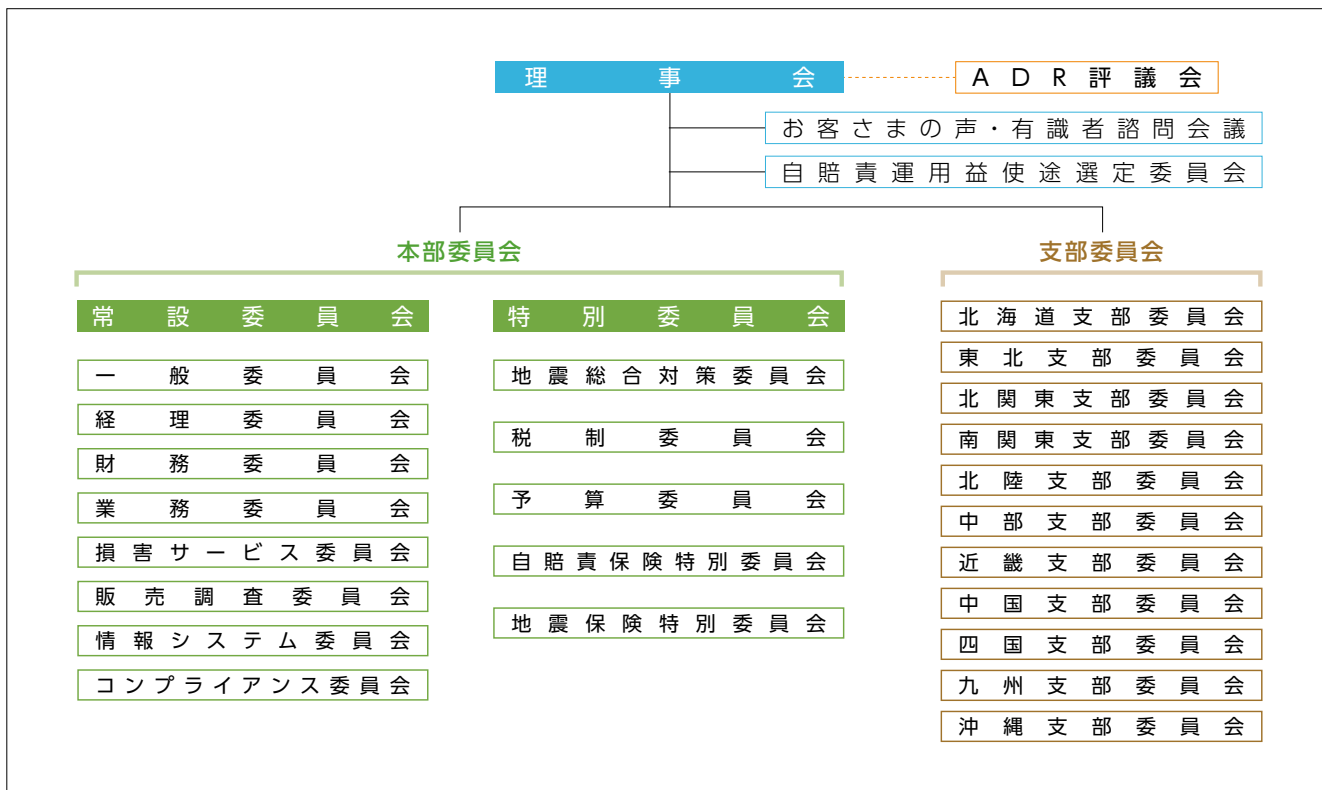 理事会
ADR評議会
お客さまの声・有識者諮問会議
自賠責運用益使途選定委員会
本部委員会
支部委員会
常設委員会
一般委員会
経理委員会
財務委員会
業務委員会
損害サービス委員会
販売調査委員会
情報システム委員会
コンプライアンス委員会
特別委員会
地震総合対策委員会
税制委員会
予算委員会
自賠責保険特別委員会
地震保険特別委員会
北海道支部委員会
東北支部委員会
北関東支部委員会
南関東支部委員会
北陸支部委員会
中部支部委員会
近畿支部委員会
中国支部委員会
四国支部委員会
九州支部委員会
沖縄支部委員会